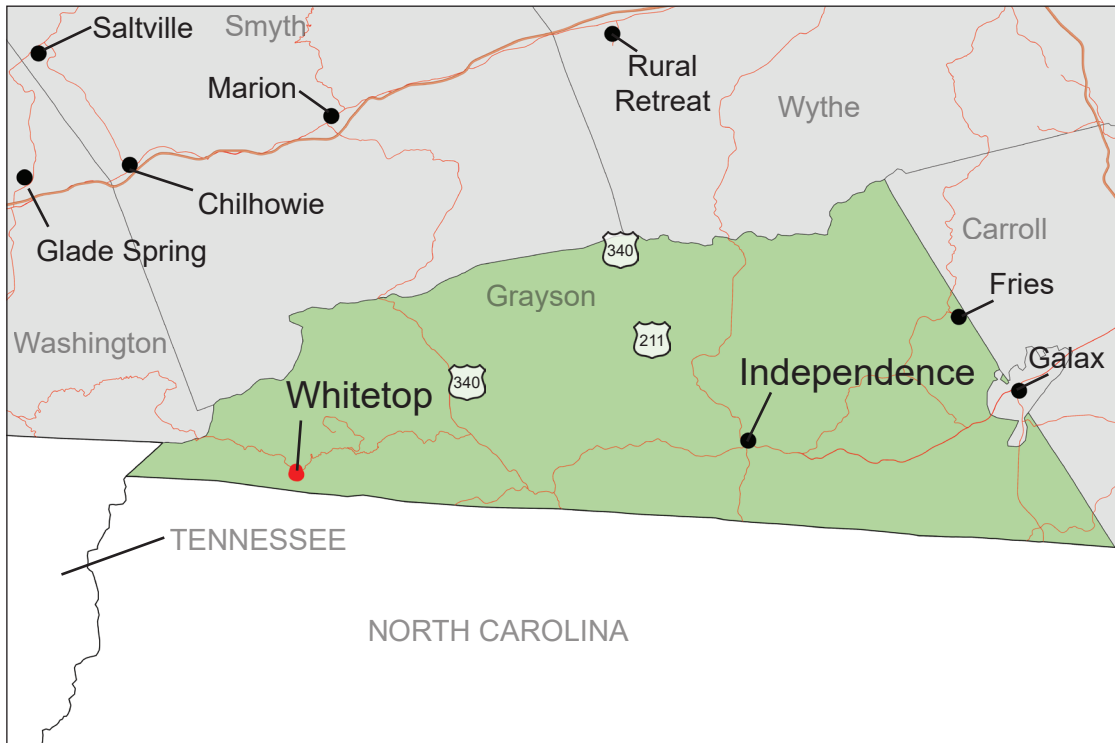 Saltville
Smyth
Marion
Rural
Retreat
Wythe
Chilhowie
Glade Spring
Carroll
340
Grayson
Fries
Washington
211
Galax
340
Independence
Whitetop
TENNESSEE
NORTH CAROLINA